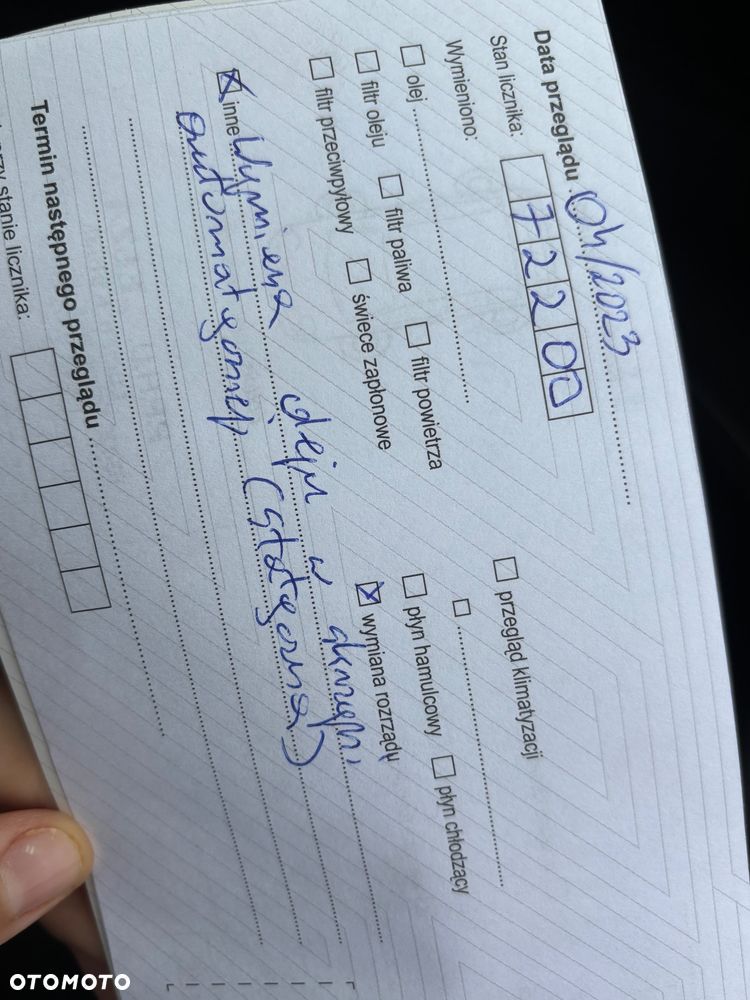 Data przeglądu 04/2023
Stan licznika: 72200
Wymieniono:
olej
przegląd klimatyzacji
filtr oleju filtr paliwa filtr powietrza
płyn hamulcowy płyn chłodzący
filtr przeciwpyłowy świece zapłonowe
wymiana rozrządu
inne Wymiana oleju w skrzyni
automatycznej (statyczna)
Termin następnego przeglądu
przy stanie licznika:
OTOMOTO